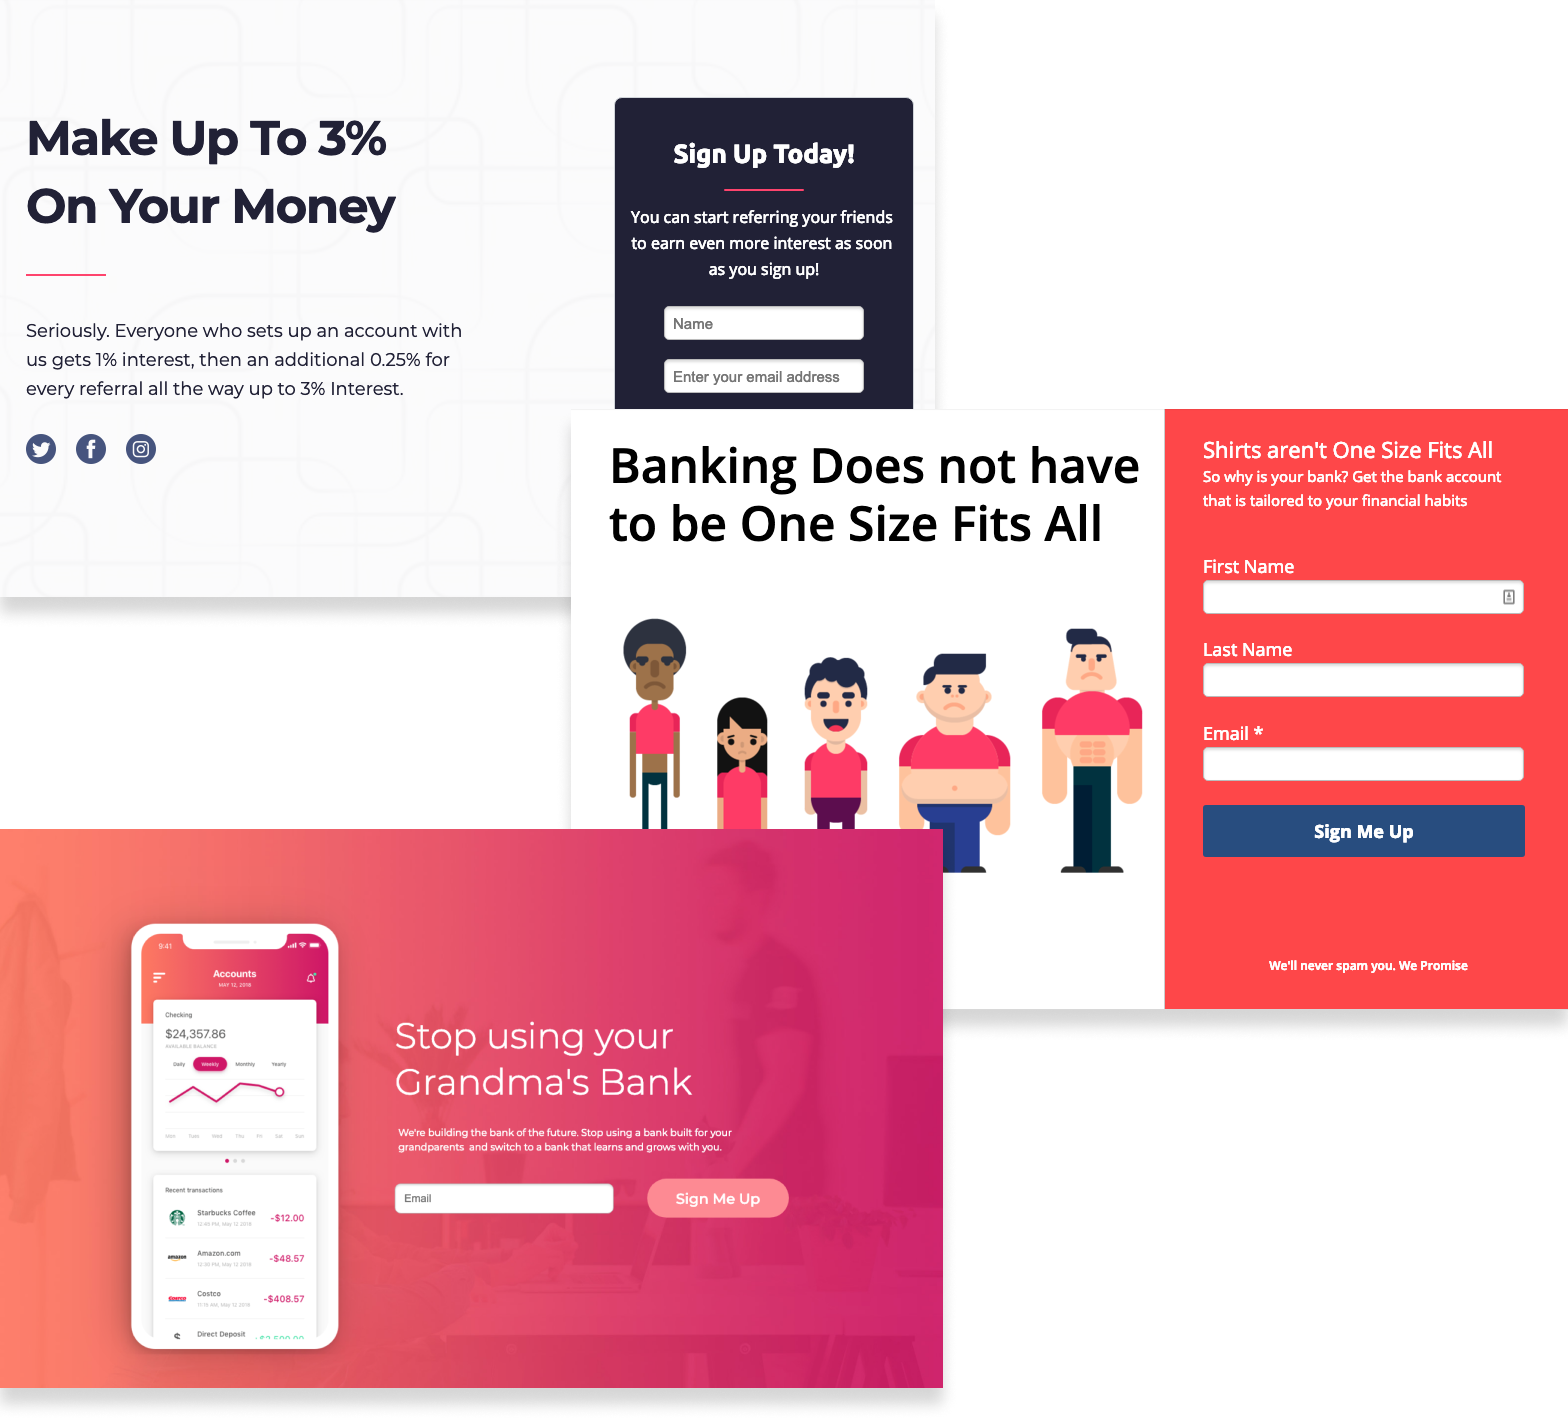 Make Up To 3%
On Your Money
Seriously. Everyone who sets up an account with
us gets 1% interest, then an additional 0.25% for
every referral all the way up to 3% Interest.
Sign Up Today!
You can start referring your friends
to earn even more interest as soon
as you sign up!
Name
Enter your email address
Banking Does not have
to be One Size Fits All
Shirts aren't One Size Fits All
So why is your bank? Get the bank account
that is tailored to your financial habits
First Name
Last Name
Email *
Sign Me Up
We'll never spam you. We Promise
9:41
Accounts
MAY 12, 2018
Checking
$24,357.86
AVAILABLE BALANCE
Daily Weekly Monthly Yearly
Mon Tues Wed Thu Fri Sat Sun
Recent transactions
Starbucks Coffee -$12.00
12:49 PM, May 12 2018
amazon Amazon.com -$48.57
12:30 PM, May 12 2018
Costco Costco -$408.57
11:19 AM, May 12 2018
Direct Deposit
Stop using your
Grandma's Bank
We're building the bank of the future. Stop using a bank built for your
grandparents and switch to a bank that learns and grows with you.
Email
Sign Me Up